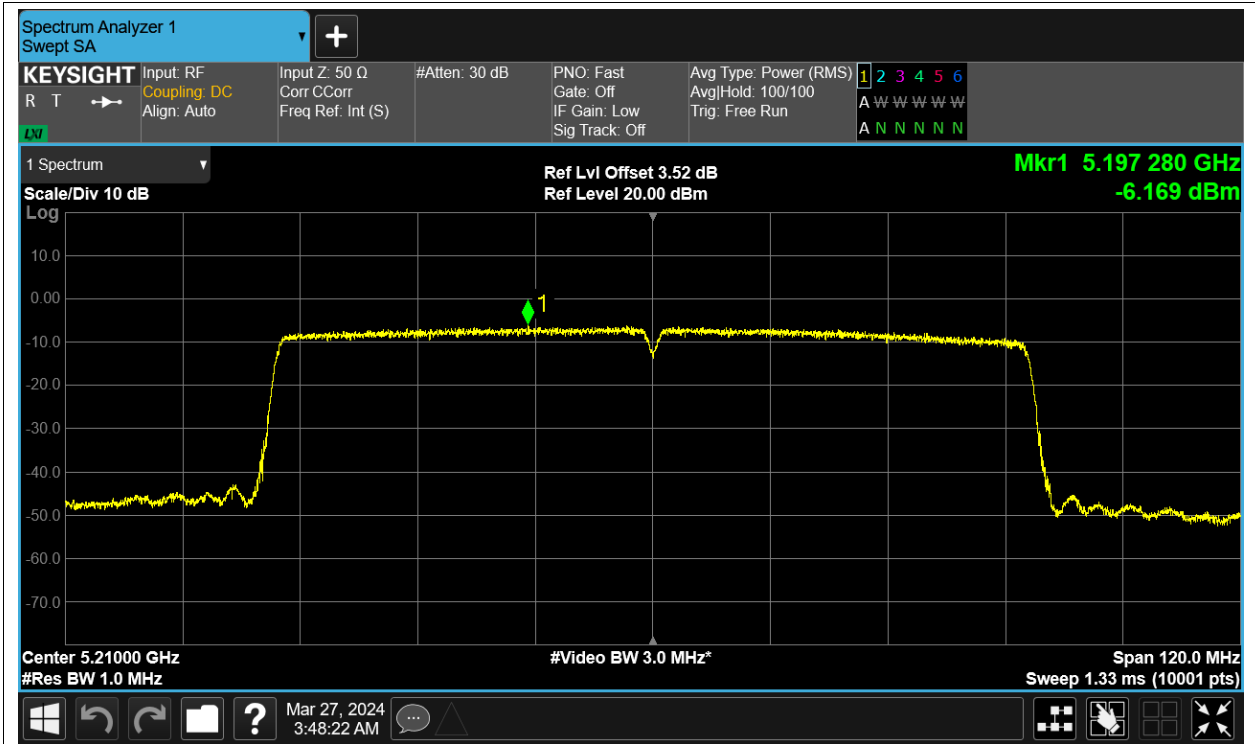 Spectrum Analyzer 1
Swept SA
KEYSIGHT
R T
LXI
Input: RF
Coupling: DC
Align: Auto
Input Z: 50 Ω
Corr CCorr
Freq Ref: Int (S)
#Atten: 30 dB
PNO: Fast
Gate: Off
IF Gain: Low
Sig Track: Off
Avg Type: Power (RMS)
Avg|Hold: 100/100
Trig: Free Run
1 2 3 4 5 6
A W W W W W
A N N N N N
1 Spectrum
Scale/Div 10 dB
Log
Ref Lvl Offset 3.52 dB
Ref Level 20.00 dBm
Mkr1 5.197 280 GHz
-6.169 dBm
10.0
0.00
1
-10.0
-20.0
-30.0
-40.0
-50.0
-60.0
-70.0
Center 5.21000 GHz
#Res BW 1.0 MHz
#Video BW 3.0 MHz*
Span 120.0 MHz
Sweep 1.33 ms (10001 pts)
?
Mar 27, 2024
3:48:22 AM